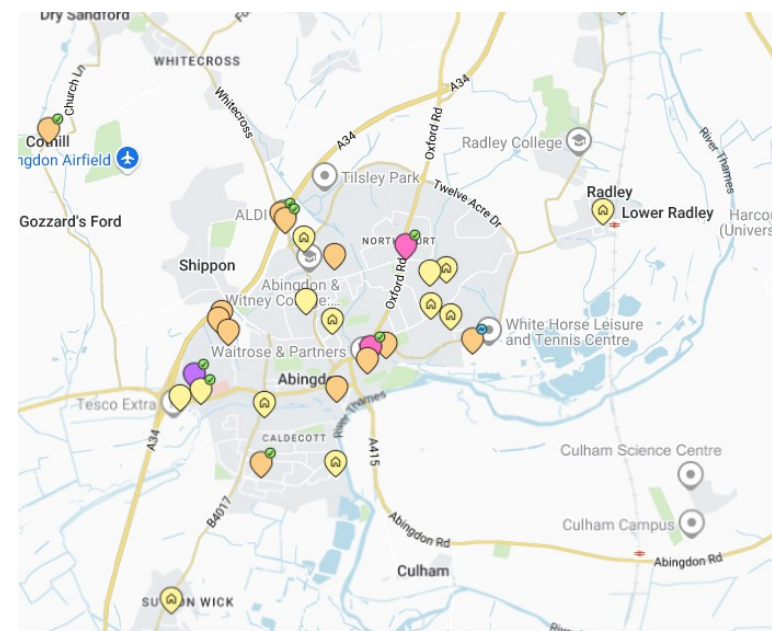 Dry Sandford
WHITECROSS
Church Ln
Whitecross
A34
A34
Oxford Rd
Cothill
ngdon Airfield
Radley College
River Thames
Tilsley Park
Twelve Acre Dr
Radley
Lower Radley
Harcou
(Univers
ALDI
Gozzard's Ford
Shippon
Oxford Rd
Abingdon &
Witney College:...
White Horse Leisure
and Tennis Centre
Waitrose & Partners
Tesco Extra
River Thames
CALDECOTT
A34
A415
B4017
Culham Science Centre
Culham Campus
Abingdon Rd
Abingdon Rd
Culham